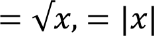 = √x, = |x|